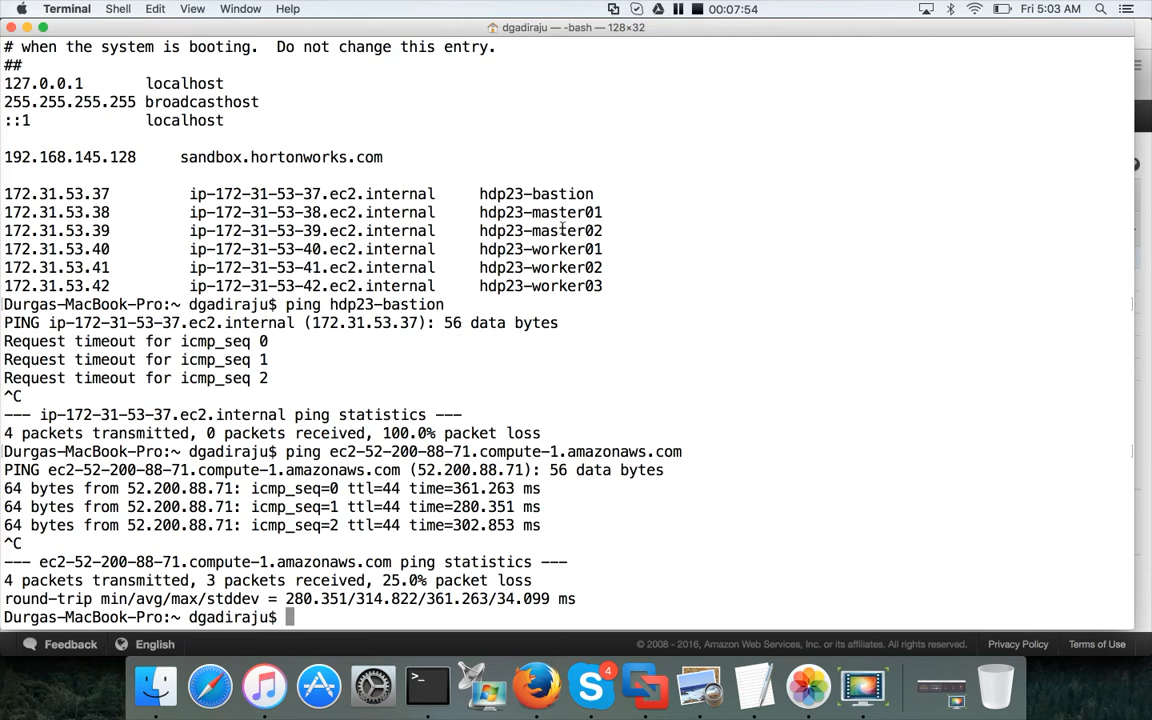 Terminal Shell Edit View Window Help 00:07:54 Fri 5:03 AM
dgadiraju — -bash — 128×32
# when the system is booting.  Do not change this entry.
##
127.0.0.1       localhost
255.255.255.255 broadcasthost
::1             localhost
192.168.145.128     sandbox.hortonworks.com
172.31.53.37         ip-172-31-53-37.ec2.internal     hdp23-bastion
172.31.53.38         ip-172-31-53-38.ec2.internal     hdp23-master01
172.31.53.39         ip-172-31-53-39.ec2.internal     hdp23-master02
172.31.53.40         ip-172-31-53-40.ec2.internal     hdp23-worker01
172.31.53.41         ip-172-31-53-41.ec2.internal     hdp23-worker02
172.31.53.42         ip-172-31-53-42.ec2.internal     hdp23-worker03
Durgas-MacBook-Pro:~ dgadiraju$ ping hdp23-bastion
PING ip-172-31-53-37.ec2.internal (172.31.53.37): 56 data bytes
Request timeout for icmp_seq 0
Request timeout for icmp_seq 1
Request timeout for icmp_seq 2
^C
--- ip-172-31-53-37.ec2.internal ping statistics ---
4 packets transmitted, 0 packets received, 100.0% packet loss
Durgas-MacBook-Pro:~ dgadiraju$ ping ec2-52-200-88-71.compute-1.amazonaws.com
PING ec2-52-200-88-71.compute-1.amazonaws.com (52.200.88.71): 56 data bytes
64 bytes from 52.200.88.71: icmp_seq=0 ttl=44 time=361.263 ms
64 bytes from 52.200.88.71: icmp_seq=1 ttl=44 time=280.351 ms
64 bytes from 52.200.88.71: icmp_seq=2 ttl=44 time=302.853 ms
^C
--- ec2-52-200-88-71.compute-1.amazonaws.com ping statistics ---
4 packets transmitted, 3 packets received, 25.0% packet loss
round-trip min/avg/max/stddev = 280.351/314.822/361.263/34.099 ms
Durgas-MacBook-Pro:~ dgadiraju$
Feedback English © 2008 - 2016, Amazon Web Services, Inc. or its affiliates. All rights reserved. Privacy Policy Terms of Use
4